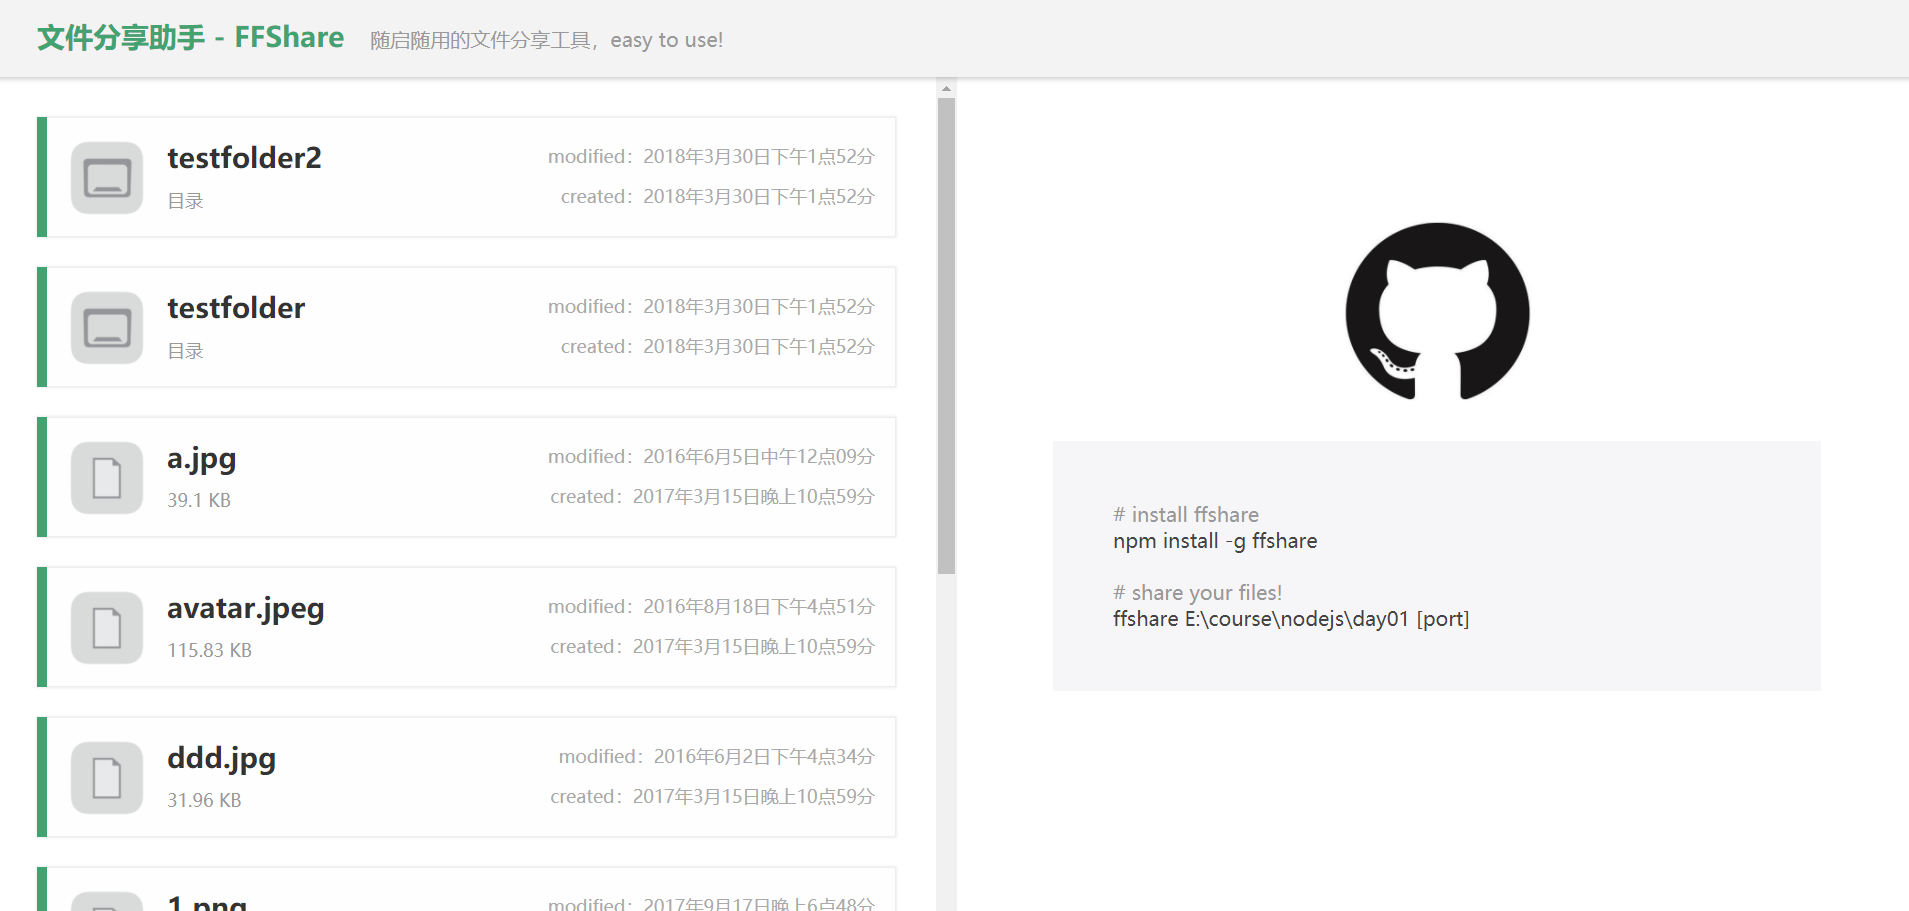 文件分享助手 - FFShare 随启随用的文件分享工具，easy to use!
testfolder2
目录
modified：2018年3月30日下午1点52分
created：2018年3月30日下午1点52分
testfolder
目录
modified：2018年3月30日下午1点52分
created：2018年3月30日下午1点52分
a.jpg
39.1 KB
modified：2016年6月5日中午12点09分
created：2017年3月15日晚上10点59分
avatar.jpeg
115.83 KB
modified：2016年8月18日下午4点51分
created：2017年3月15日晚上10点59分
ddd.jpg
31.96 KB
modified：2016年6月2日下午4点34分
created：2017年3月15日晚上10点59分
1.png
modified：2017年9月17日晚上6点48分
# install ffshare
npm install -g ffshare
# share your files!
ffshare E:\course\nodejs\day01 [port]